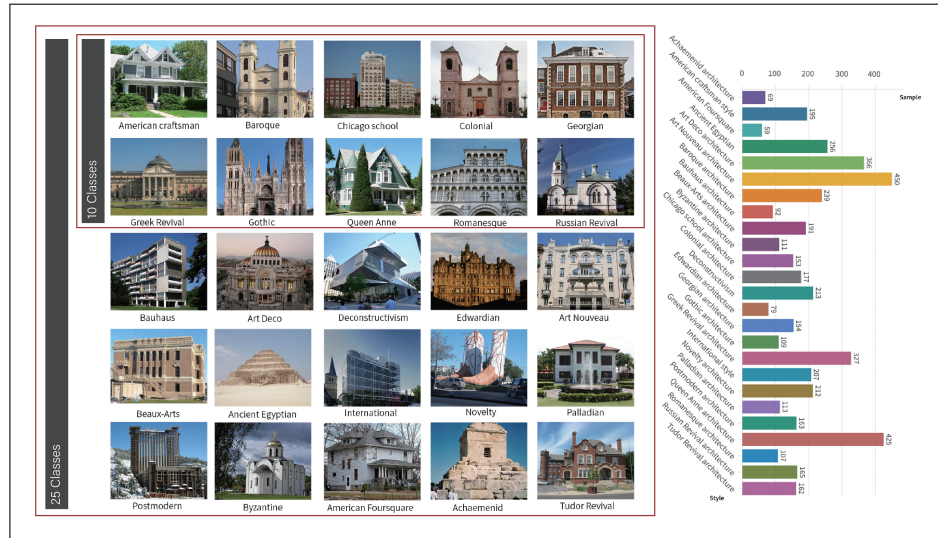 10 Classes
25 Classes
American craftsman
Baroque
Chicago school
Colonial
Georgian
Greek Revival
Gothic
Queen Anne
Romanesque
Russian Revival
Bauhaus
Art Deco
Deconstructivism
Edwardian
Art Nouveau
Beaux-Arts
Ancient Egyptian
International
Novelty
Palladian
Postmodern
Byzantine
American Foursquare
Achaemenid
Tudor Revival
0 100 200 300 400
Sample
Achaemenid architecture
American craftsman style
American Foursquare
Ancient Egyptian
Art Deco architecture
Art Nouveau architecture
Baroque architecture
Bauhaus architecture
Beaux-Arts architecture
Byzantine architecture
Chicago school architecture
Colonial architecture
Deconstructivism
Edwardian architecture
Georgian architecture
Gothic architecture
Greek Revival architecture
International style
Novelty architecture
Palladian architecture
Postmodern architecture
Queen Anne architecture
Romanesque architecture
Russian Revival architecture
Tudor Revival architecture
69
195
59
256
366
450
239
92
191
111
153
177
213
79
154
109
327
207
212
113
163
425
107
165
162
Style